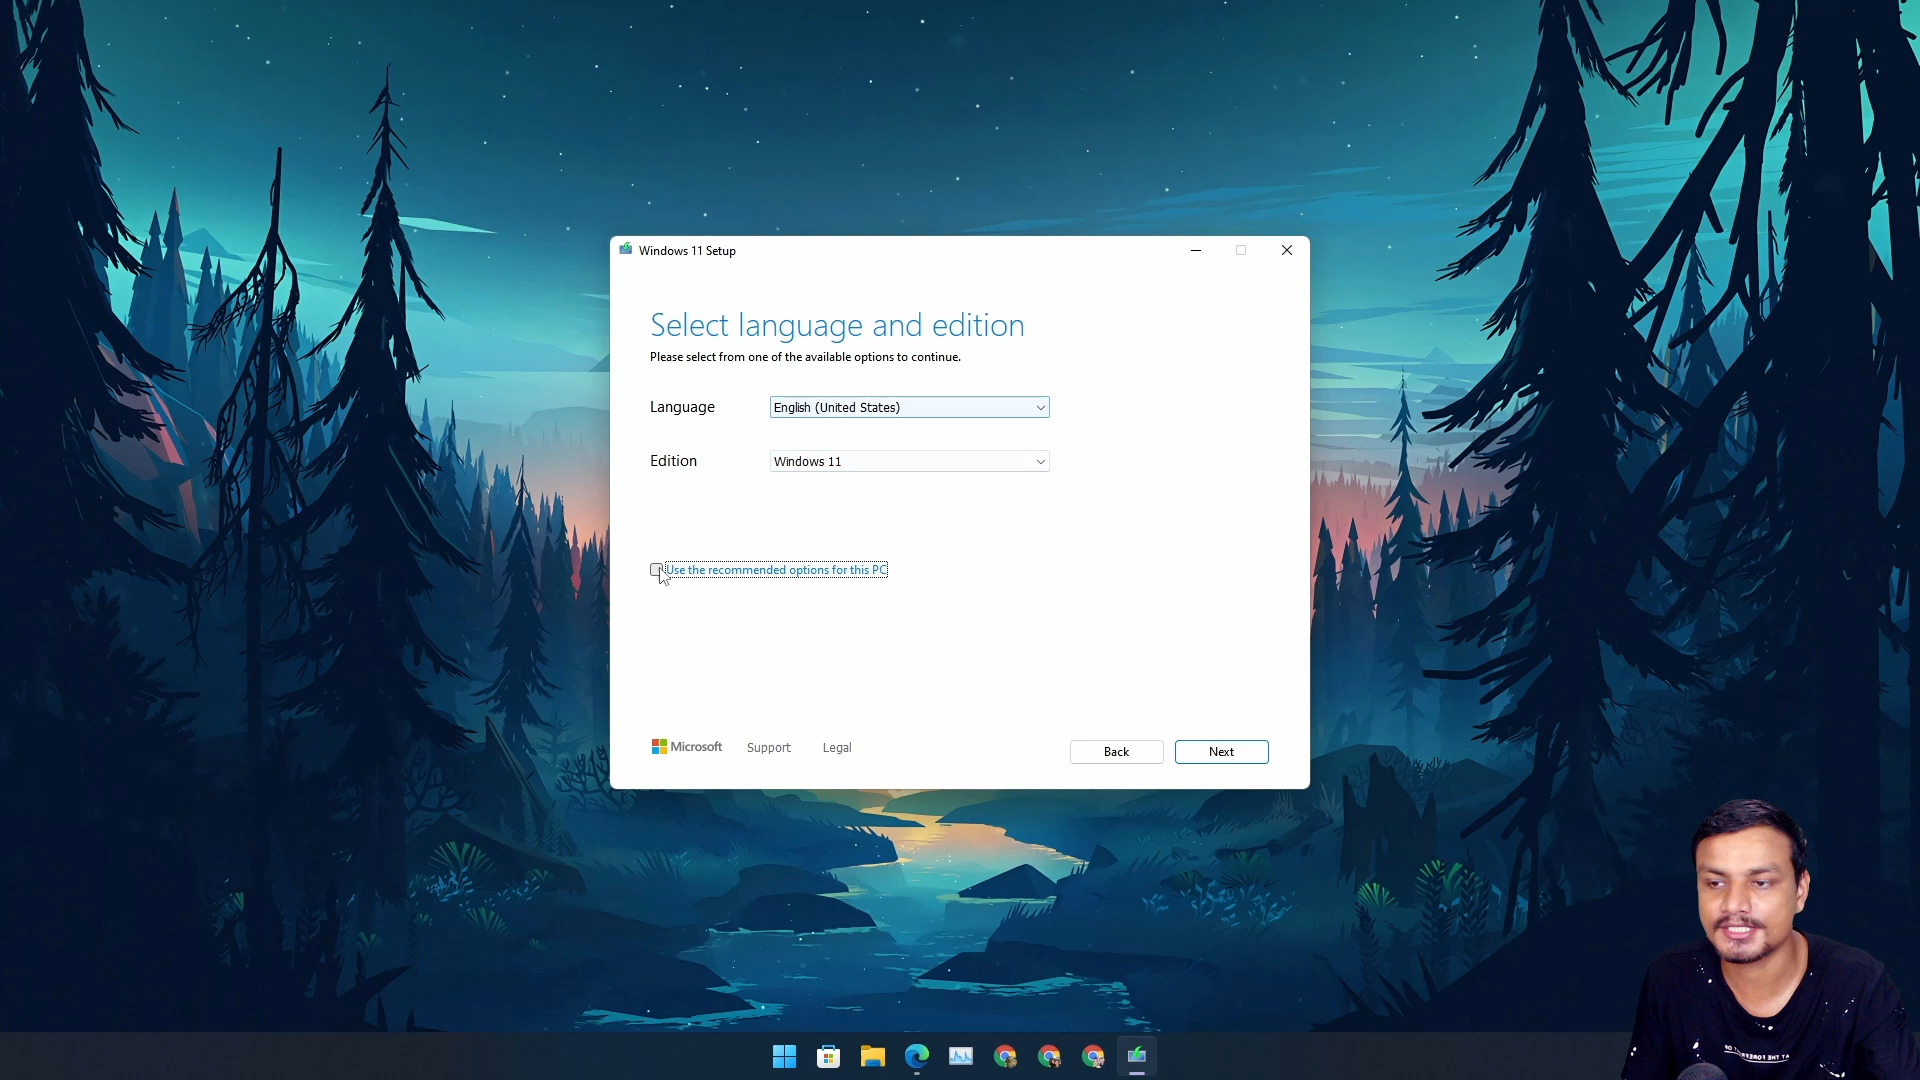 Windows 11 Setup
Select language and edition
Please select from one of the available options to continue.
Language
English (United States)
Edition
Windows 11
Use the recommended options for this PC
Microsoft
Support
Legal
Back
Next